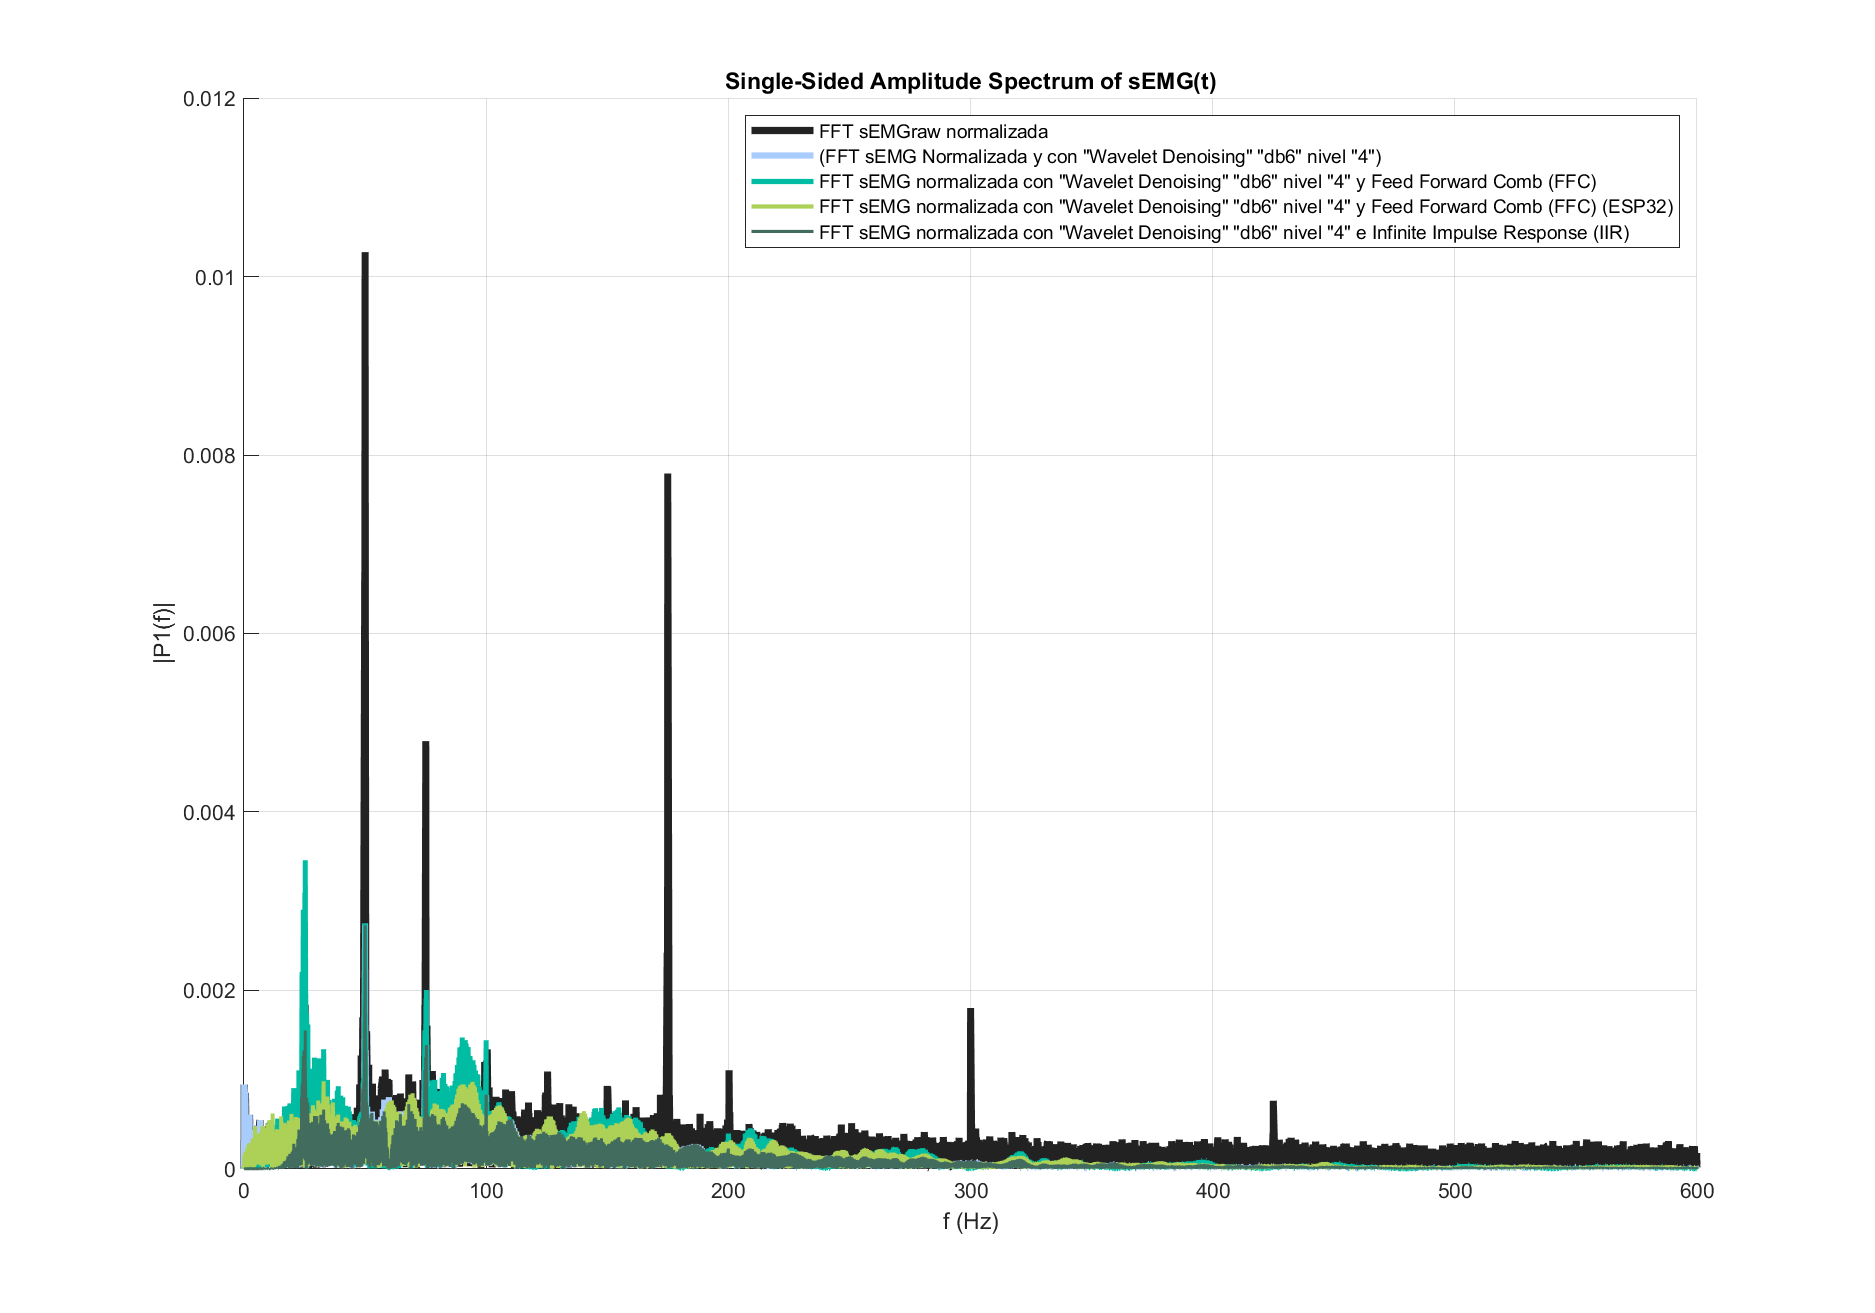 Single-Sided Amplitude Spectrum of sEMG(t)
0.012
FFT sEMGraw normalizada
(FFT sEMG Normalizada y con "Wavelet Denoising" "db6" nivel "4")
FFT sEMG normalizada con "Wavelet Denoising" "db6" nivel "4" y Feed Forward Comb (FFC)
FFT sEMG normalizada con "Wavelet Denoising" "db6" nivel "4" y Feed Forward Comb (FFC) (ESP32)
FFT sEMG normalizada con "Wavelet Denoising" "db6" nivel "4" e Infinite Impulse Response (IIR)
0.01
0.008
0.006
|P1(f)|
0.004
0.002
0
0 100 200 300 400 500 600
f (Hz)